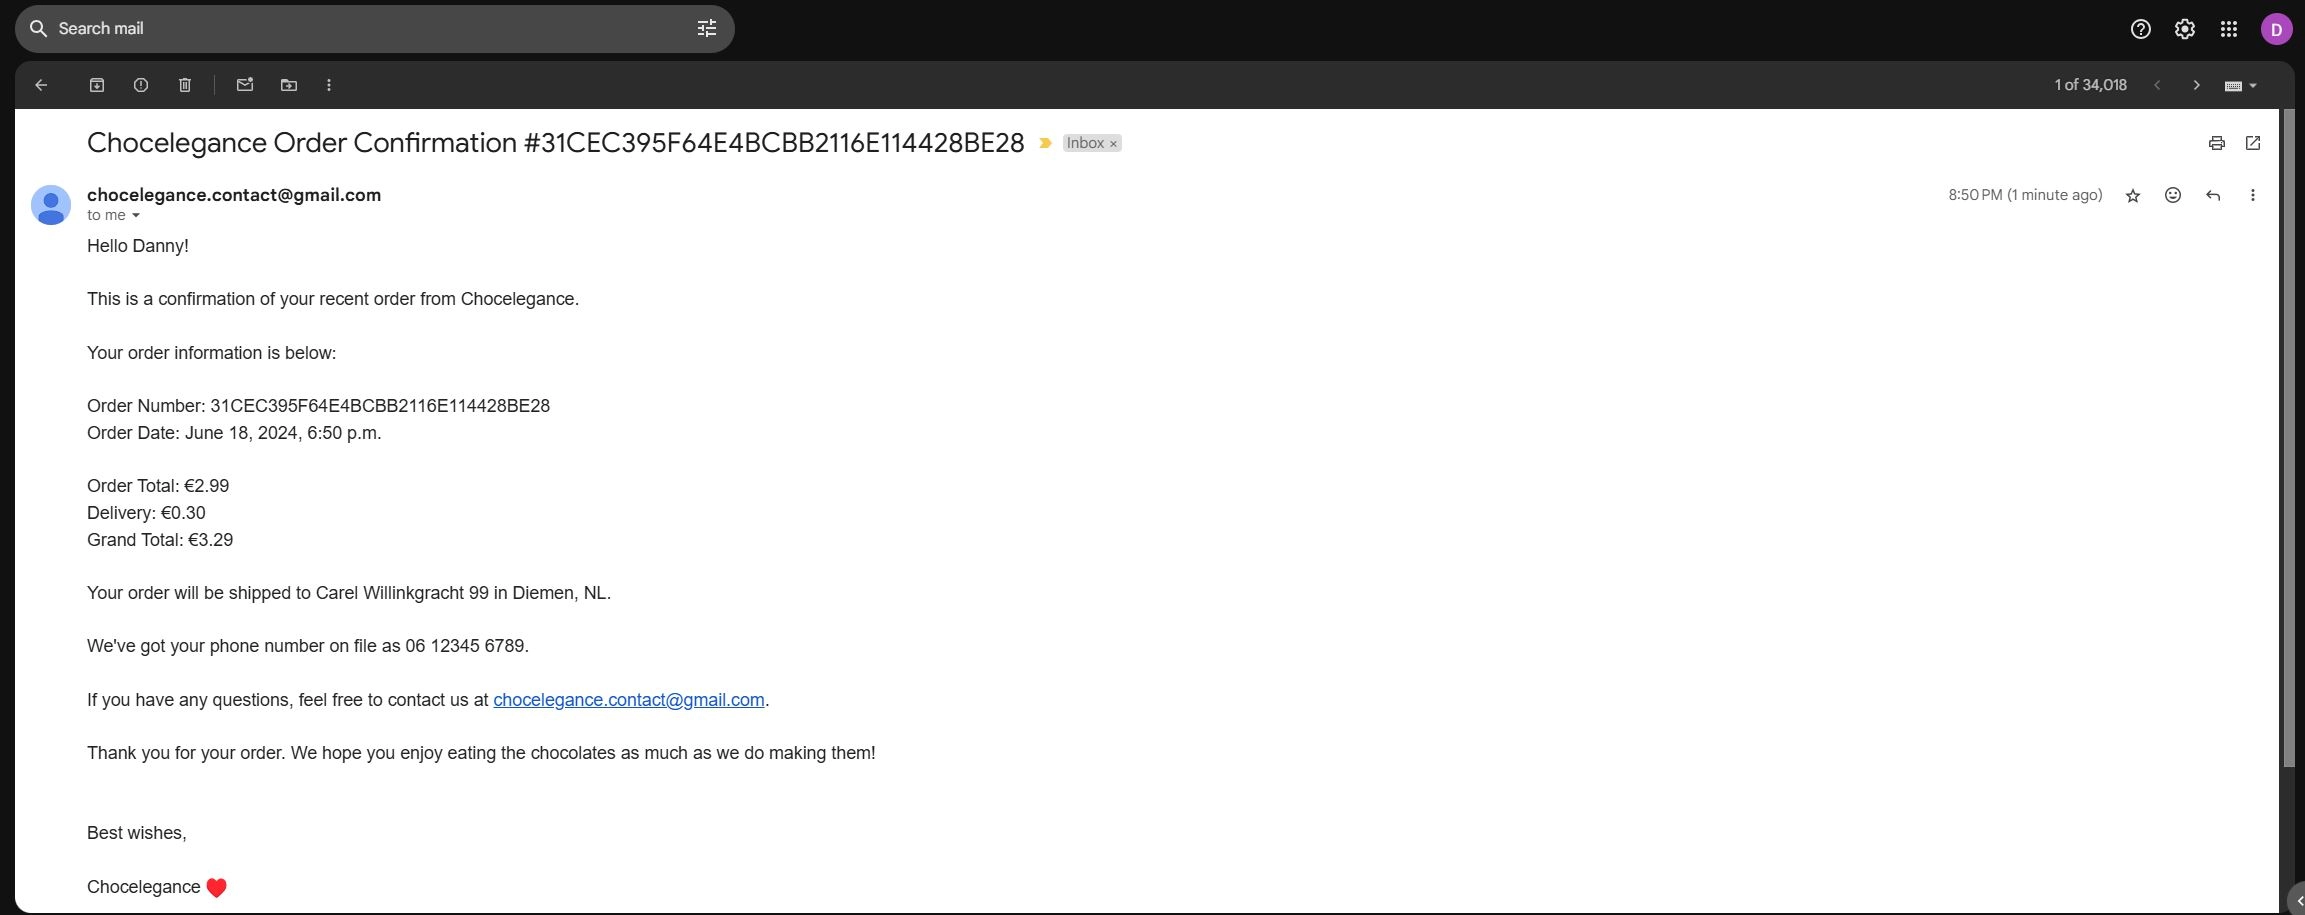 Search mail
D
1 of 34,018
Chocelegance Order Confirmation #31CEC395F64E4BCBB2116E114428BE28 Inbox ×
chocelegance.contact@gmail.com 8:50 PM (1 minute ago)
to me
Hello Danny!
This is a confirmation of your recent order from Chocelegance.
Your order information is below:
Order Number: 31CEC395F64E4BCBB2116E114428BE28
Order Date: June 18, 2024, 6:50 p.m.
Order Total: €2.99
Delivery: €0.30
Grand Total: €3.29
Your order will be shipped to Carel Willinkgracht 99 in Diemen, NL.
We've got your phone number on file as 06 12345 6789.
If you have any questions, feel free to contact us at chocelegance.contact@gmail.com.
Thank you for your order. We hope you enjoy eating the chocolates as much as we do making them!
Best wishes,
Chocelegance ❤️